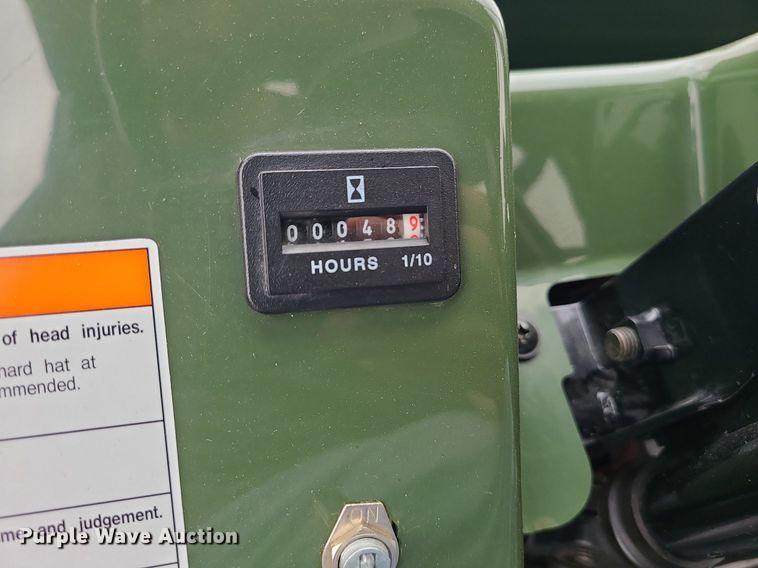 0 0 0 4 8 9
HOURS 1/10
of head injuries.
hard hat at
mmended.
me and judgement.
ON
Purple Wave Auction